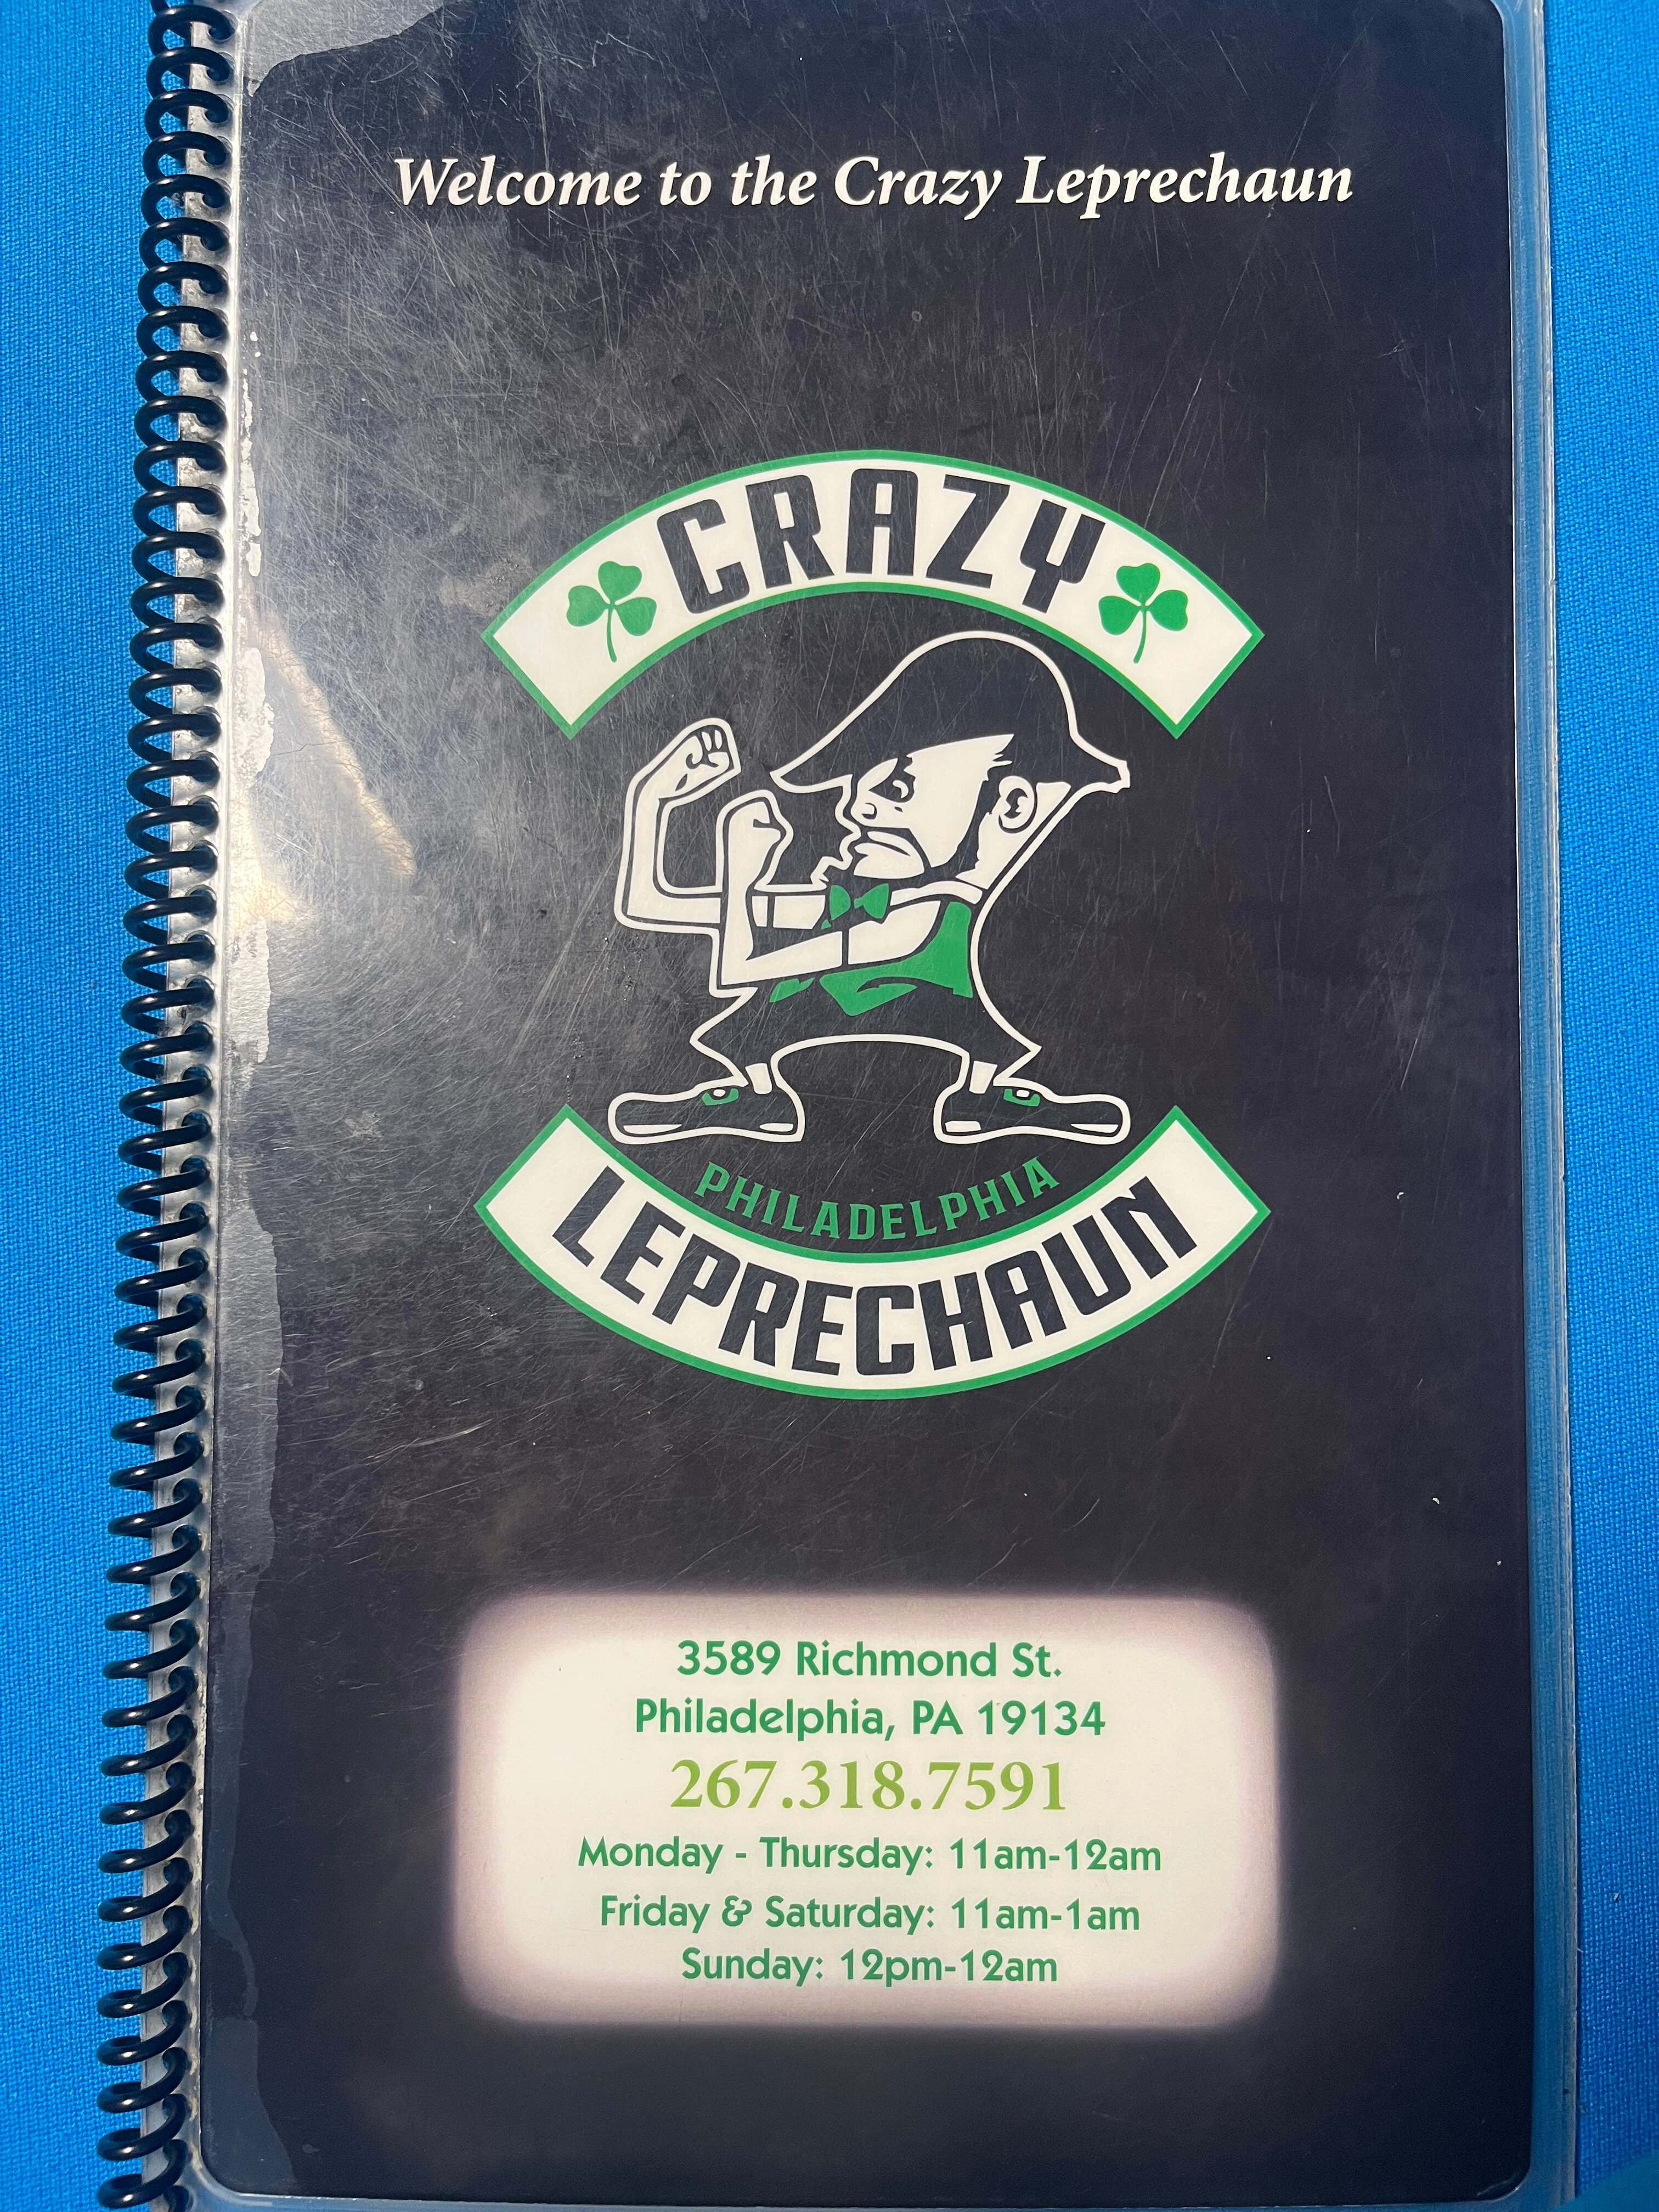 Welcome to the Crazy Leprechaun
CRAZY
PHILADELPHIA
LEPRECHAUN
3589 Richmond St.
Philadelphia, PA 19134
267.318.7591
Monday - Thursday: 11am-12am
Friday & Saturday: 11am-1am
Sunday: 12pm-12am